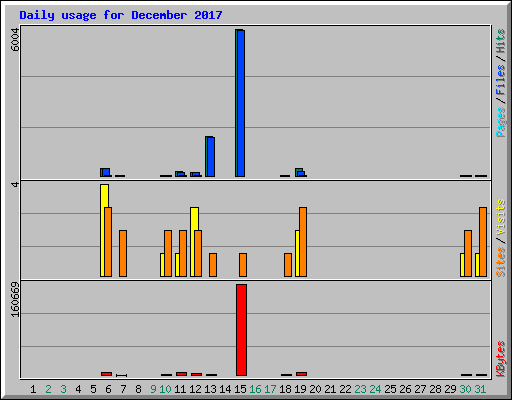 Daily usage for December 2017
6004
Pages/Files/Hits
4
Sites/Visits
160669
KBytes
1 2 3 4 5 6 7 8 9 10 11 12 13 14 15 16 17 18 19 20 21 22 23 24 25 26 27 28 29 30 31